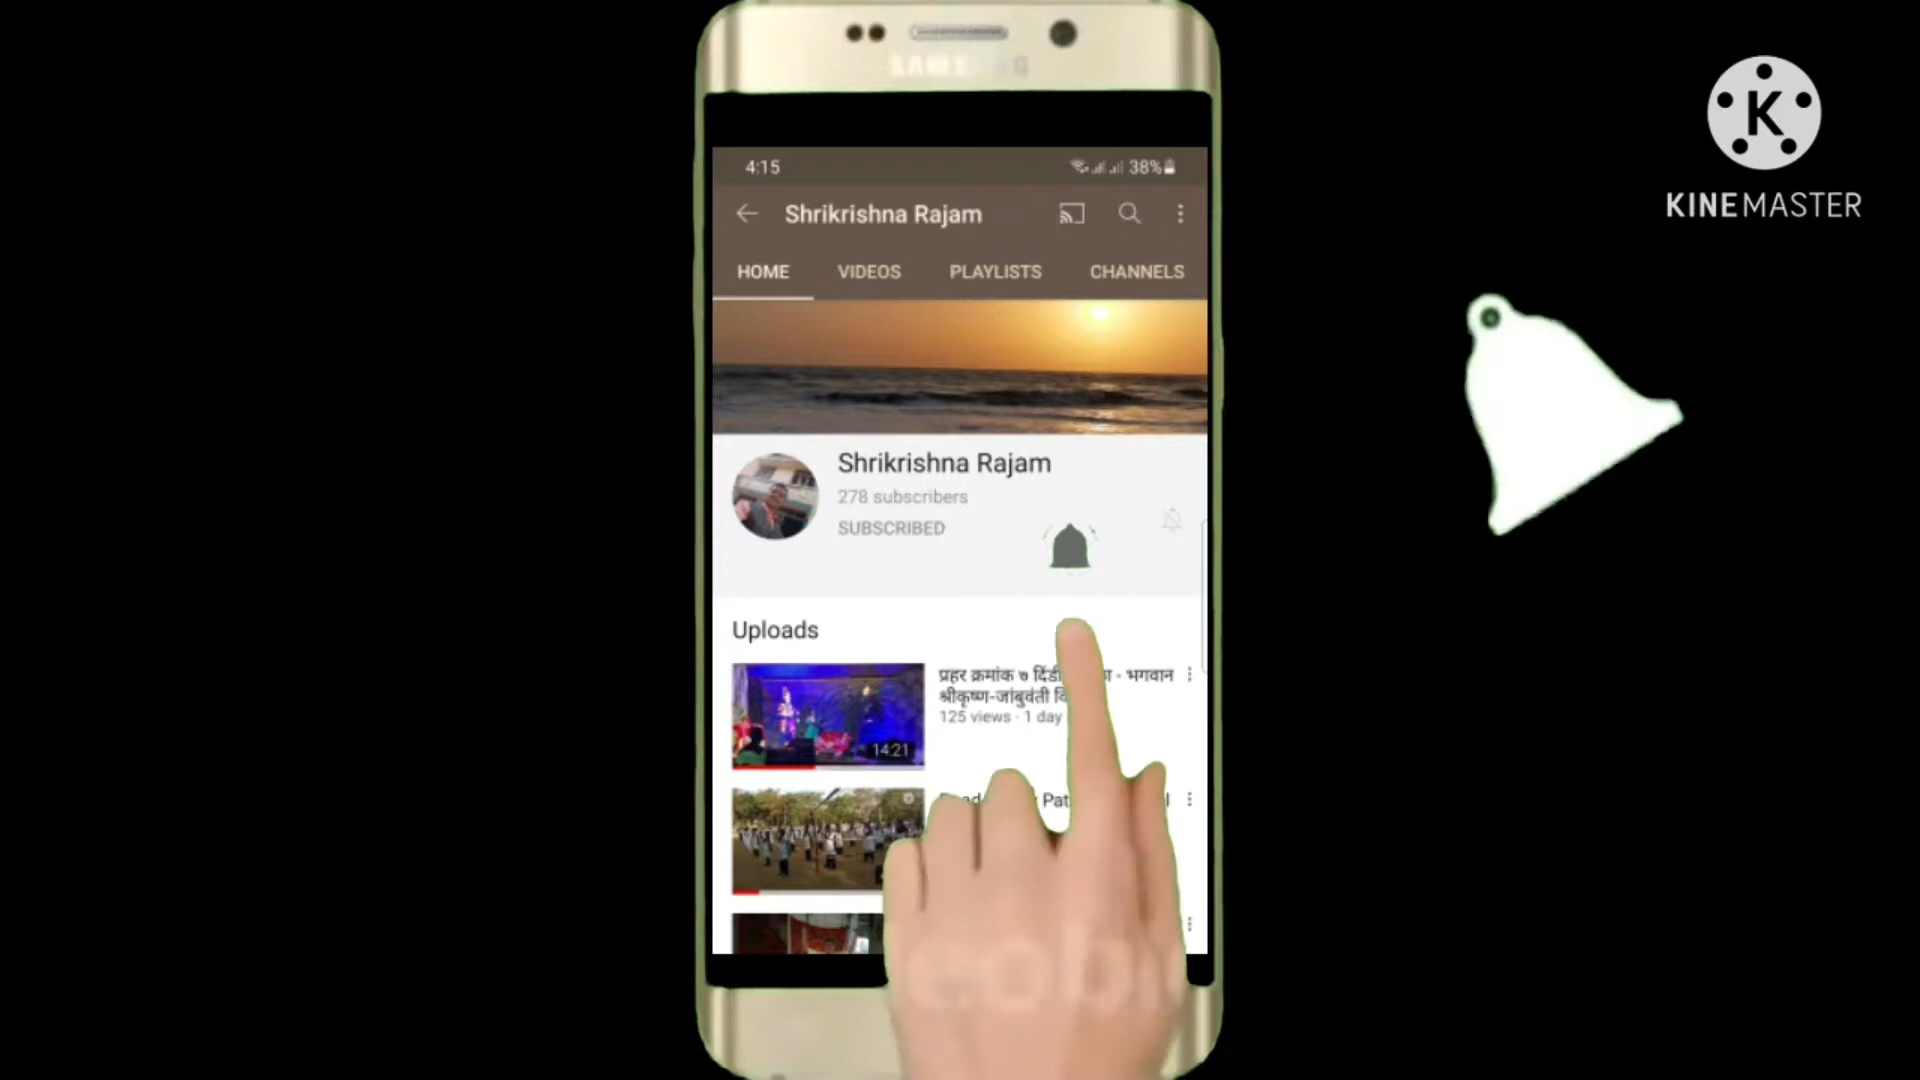 SAMSUNG
K
KINEMASTER
4:15
38%
Shrikrishna Rajam
HOME VIDEOS PLAYLISTS CHANNELS
Shrikrishna Rajam
278 subscribers
SUBSCRIBED
Uploads
प्रहर क्रमांक ७ - भगवान
श्रीकृष्ण-जांबुवंती
125 views · 1 day
14:21